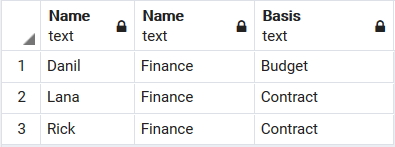 Name Name Basis
text text text
1 Danil Finance Budget
2 Lana Finance Contract
3 Rick Finance Contract